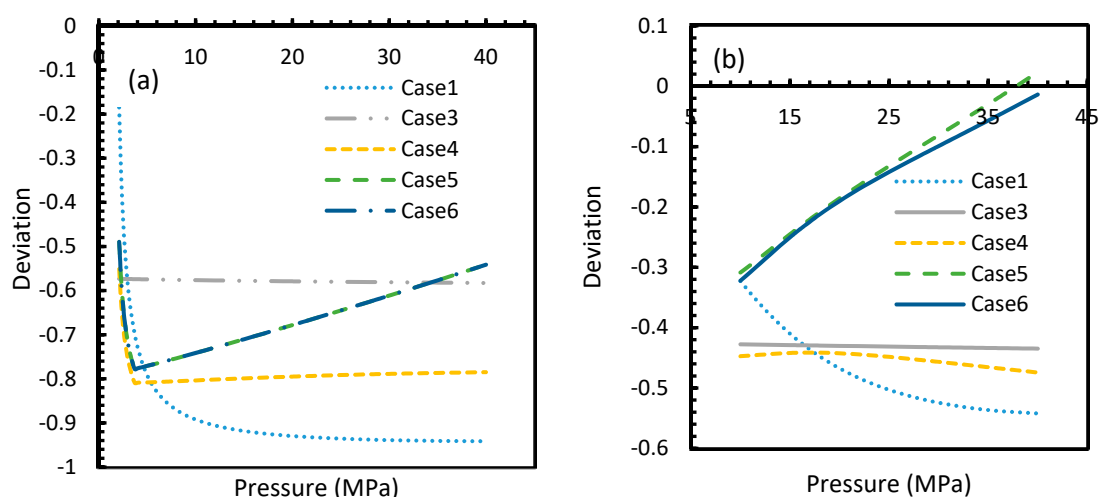 0
0 10 20 30 40
-0.1
-0.2
-0.3
-0.4
-0.5
-0.6
-0.7
-0.8
-0.9
-1
(a)
Case1
Case3
Case4
Case5
Case6
Deviation
Pressure (MPa)
0.1
0
-0.1
-0.2
-0.3
-0.4
-0.5
-0.6
5 15 25 35 45
(b)
Case1
Case3
Case4
Case5
Case6
Deviation
Pressure (MPa)